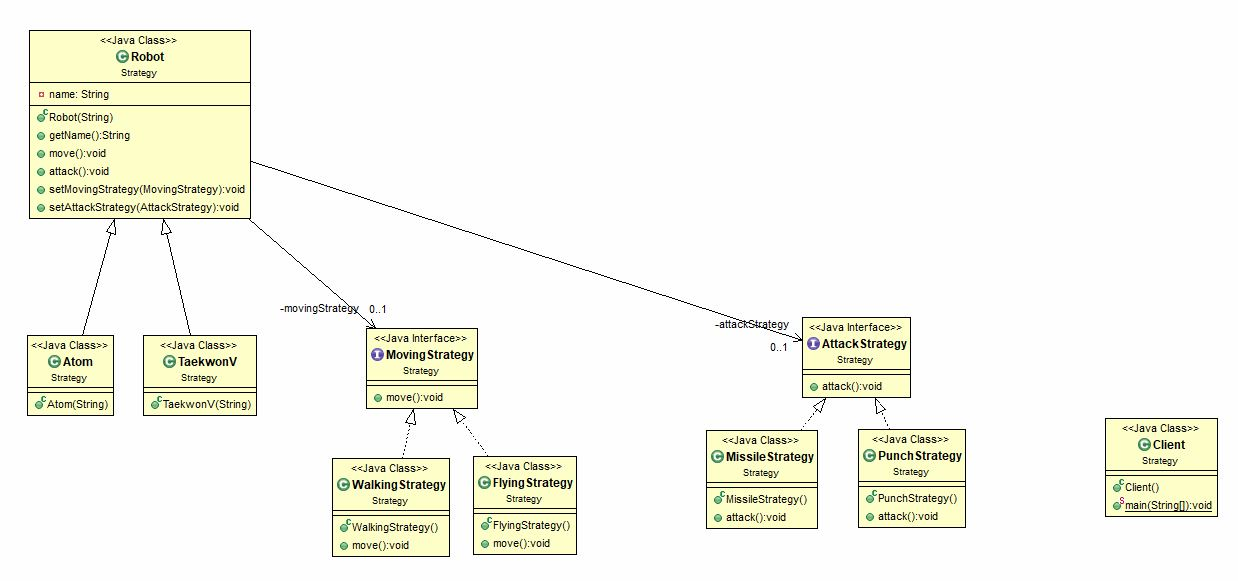 <<Java Class>>
Robot
Strategy
name: String
Robot(String)
getName():String
move():void
attack():void
setMovingStrategy(MovingStrategy):void
setAttackStrategy(AttackStrategy):void
-movingStrategy
0..1
-attackStrategy
0..1
<<Java Class>>
Atom
Strategy
Atom(String)
<<Java Class>>
TaekwonV
Strategy
TaekwonV(String)
<<Java Interface>>
MovingStrategy
Strategy
move():void
<<Java Interface>>
AttackStrategy
Strategy
attack():void
<<Java Class>>
WalkingStrategy
Strategy
WalkingStrategy()
move():void
<<Java Class>>
FlyingStrategy
Strategy
FlyingStrategy()
move():void
<<Java Class>>
MissileStrategy
Strategy
MissileStrategy()
attack():void
<<Java Class>>
PunchStrategy
Strategy
PunchStrategy()
attack():void
<<Java Class>>
Client
Strategy
Client()
main(String[]):void